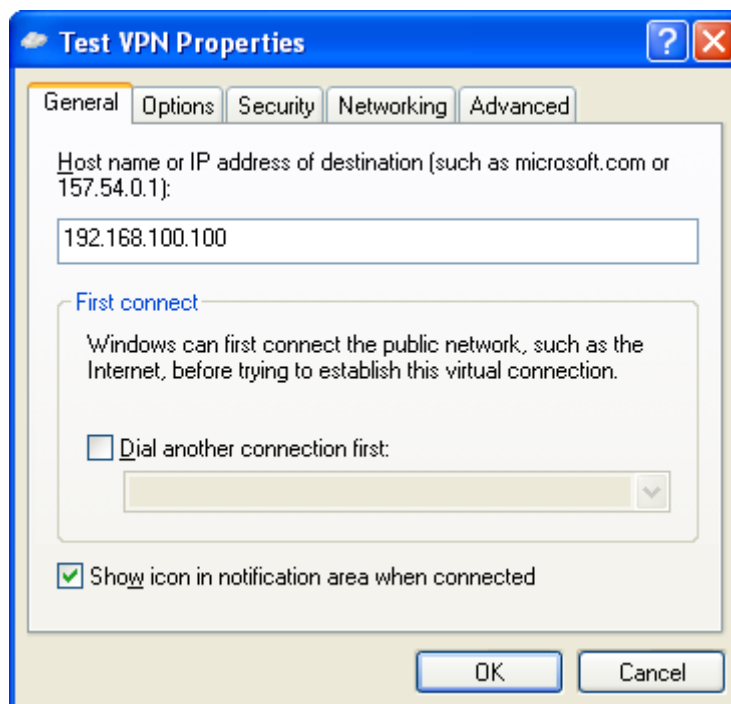 Test VPN Properties
General Options Security Networking Advanced
Host name or IP address of destination (such as microsoft.com or
157.54.0.1):
192.168.100.100
First connect
Windows can first connect the public network, such as the
Internet, before trying to establish this virtual connection.
Dial another connection first:
Show icon in notification area when connected
OK Cancel